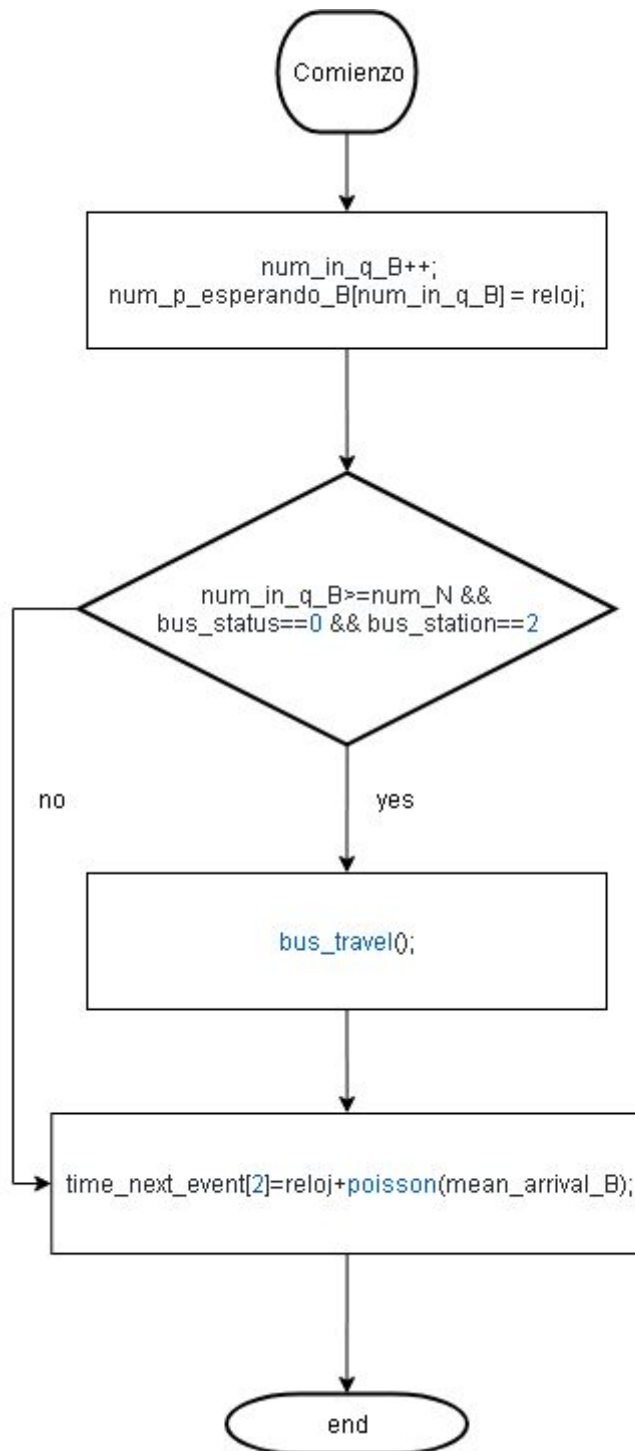 Comienzo
num_in_q_B++;
num_p_esperando_B[num_in_q_B] = reloj;
num_in_q_B>=num_N &&
bus_status==0 && bus_station==2
no
yes
bus_travel();
time_next_event[2]=reloj+poisson(mean_arrival_B);
end